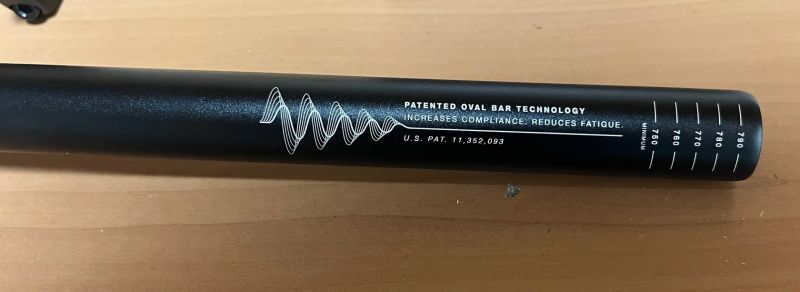 PATENTED OVAL BAR TECHNOLOGY
INCREASES COMPLIANCE. REDUCES FATIGUE.
U.S. PAT. 11,352,093
MINIMUM
750
760
770
780
790